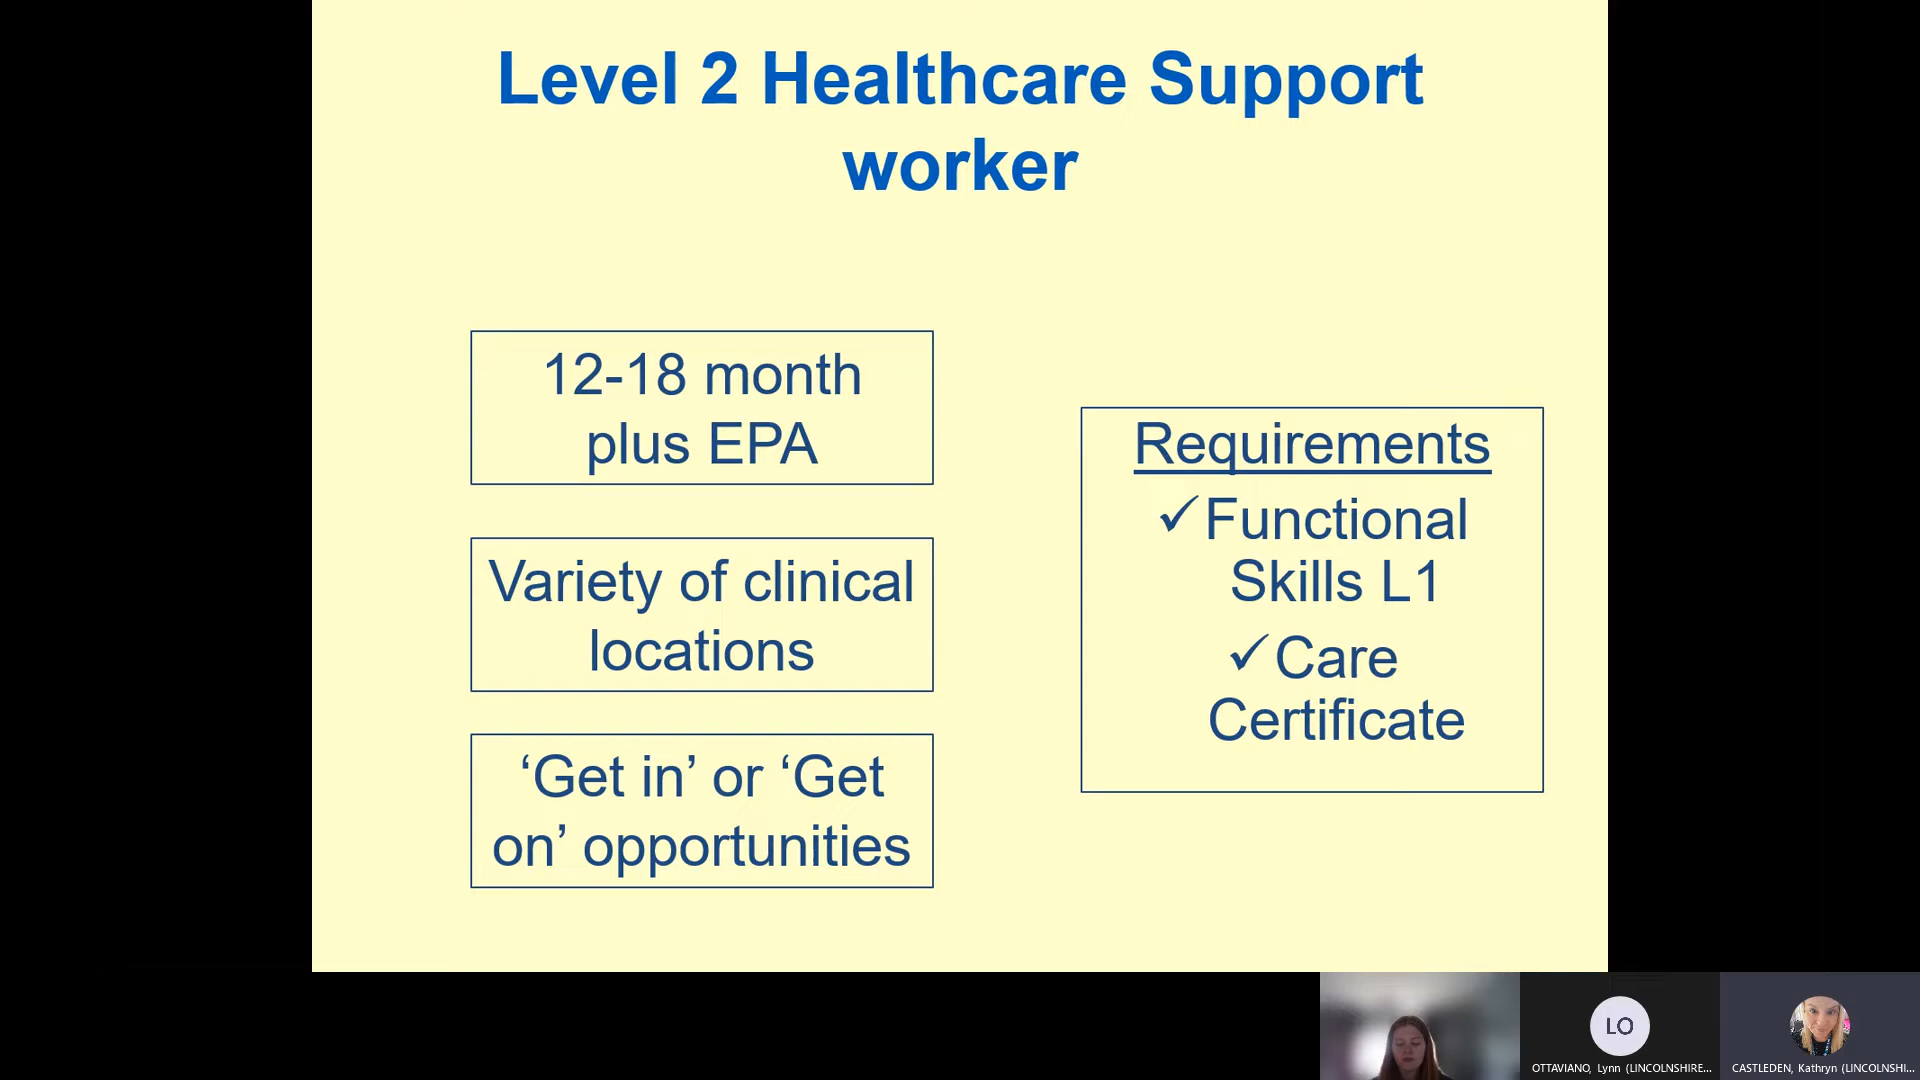 Level 2 Healthcare Support
worker
12-18 month
plus EPA
Variety of clinical
locations
‘Get in’ or ‘Get
on’ opportunities
Requirements
✓Functional
Skills L1
✓Care
Certificate
LO
OTTAVIANO, Lynn (LINCOLNSHIRE...
CASTLEDEN, Kathryn (LINCOLNSHI...